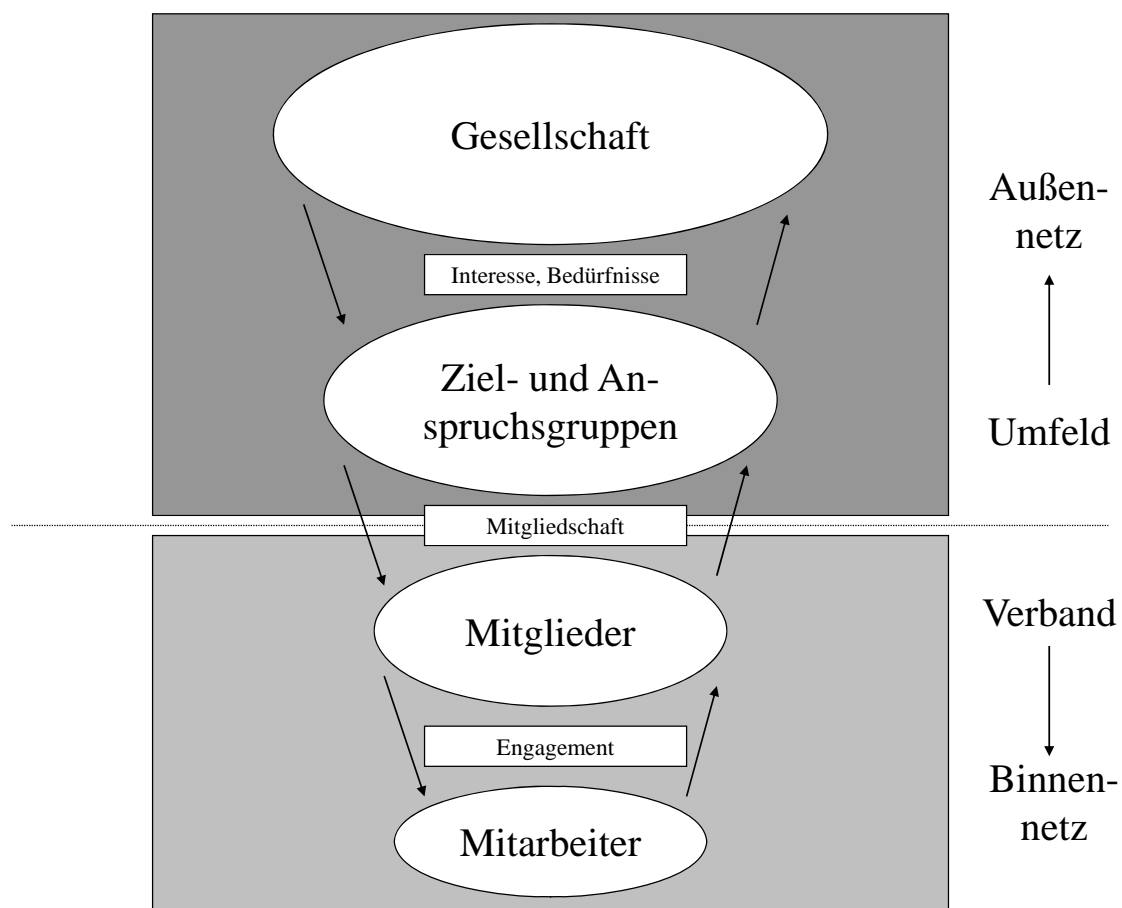 Gesellschaft
Außen-
netz
Interesse, Bedürfnisse
Ziel- und An-
spruchsgruppen
Umfeld
Mitgliedschaft
Mitglieder
Verband
Engagement
Binnen-
netz
Mitarbeiter